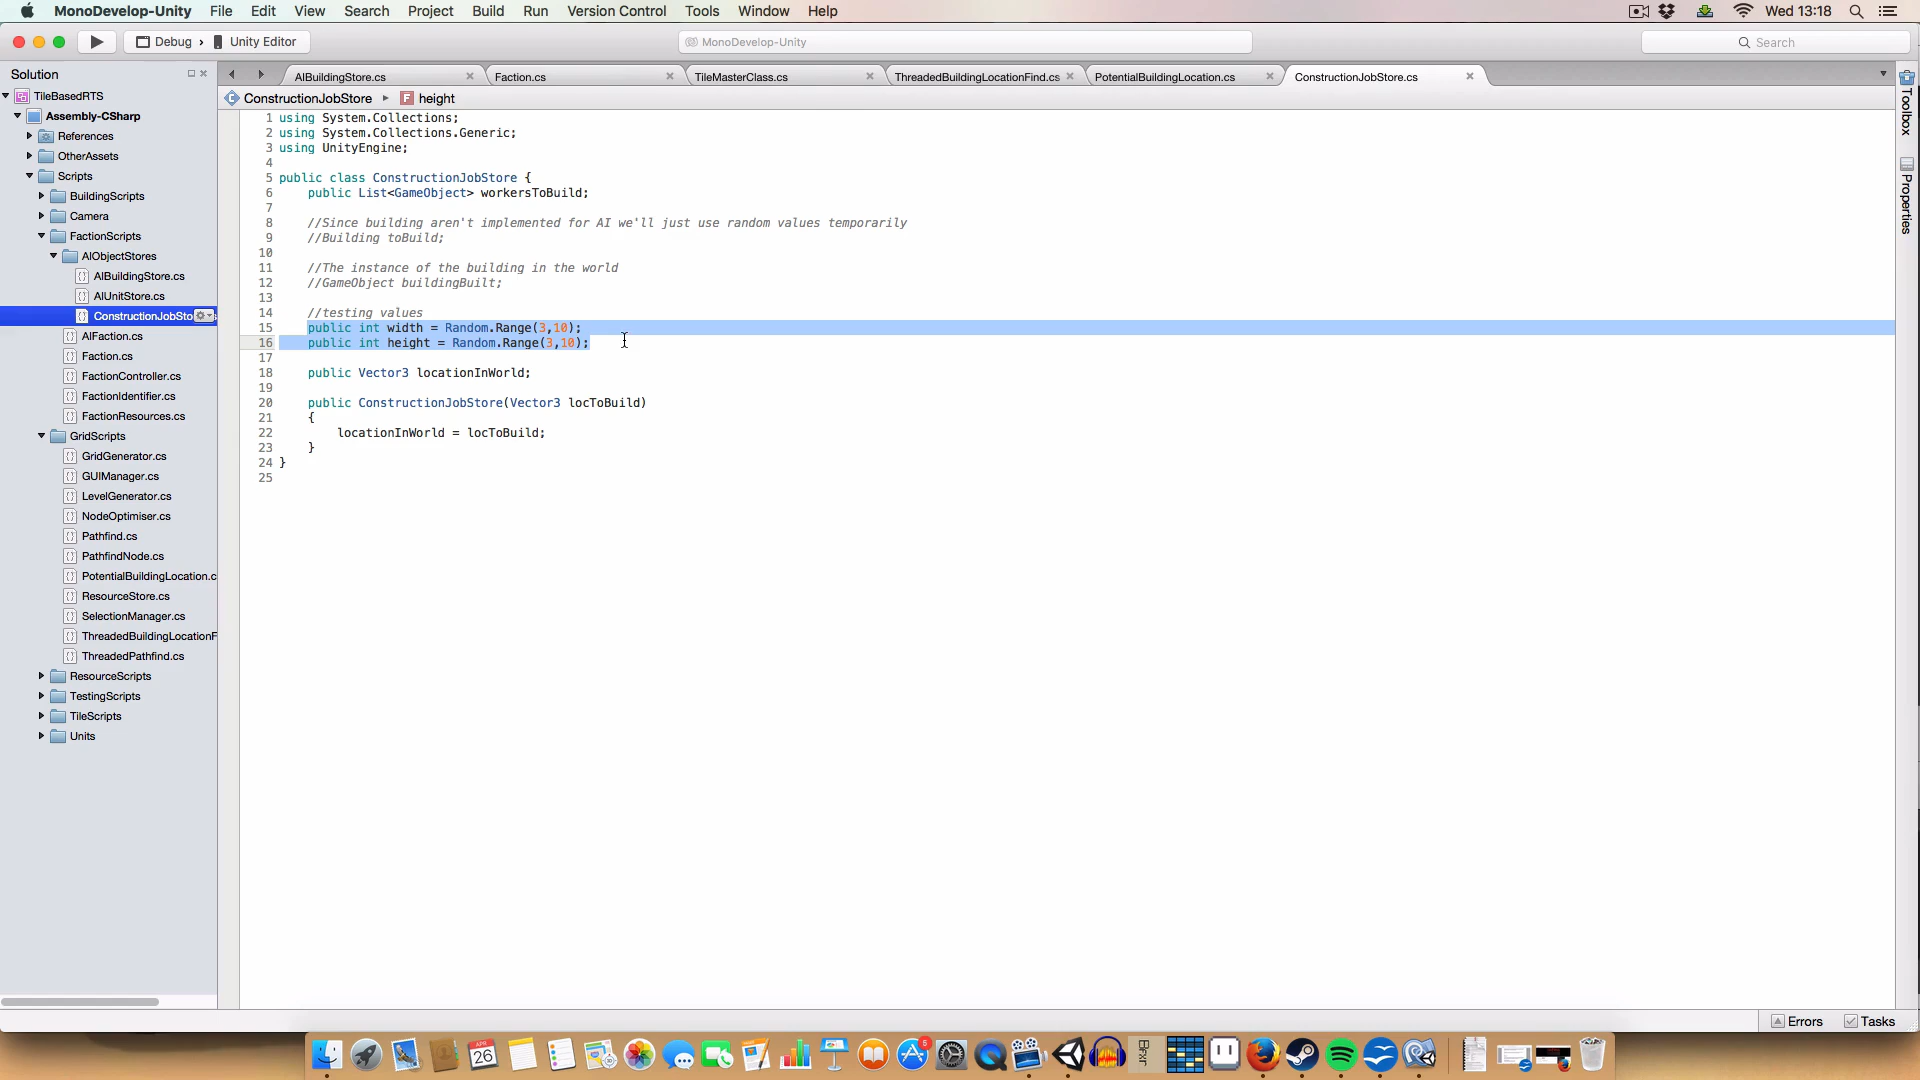 MonoDevelop-Unity File Edit View Search Project Build Run Version Control Tools Window Help Wed 13:18
Debug › Unity Editor MonoDevelop-Unity Search
Solution
AIBuildingStore.cs Faction.cs TileMasterClass.cs ThreadedBuildingLocationFind.cs PotentialBuildingLocation.cs ConstructionJobStore.cs
ConstructionJobStore height
TileBasedRTS
Assembly-CSharp
References
OtherAssets
Scripts
BuildingScripts
Camera
FactionScripts
AIObjectStores
AIBuildingStore.cs
AIUnitStore.cs
ConstructionJobSto
AIFaction.cs
Faction.cs
FactionController.cs
FactionIdentifier.cs
FactionResources.cs
GridScripts
GridGenerator.cs
GUIManager.cs
LevelGenerator.cs
NodeOptimiser.cs
Pathfind.cs
PathfindNode.cs
PotentialBuildingLocation.c
ResourceStore.cs
SelectionManager.cs
ThreadedBuildingLocationF
ThreadedPathfind.cs
ResourceScripts
TestingScripts
TileScripts
Units
1 using System.Collections;
2 using System.Collections.Generic;
3 using UnityEngine;
4
5 public class ConstructionJobStore {
6 public List<GameObject> workersToBuild;
7
8 //Since building aren't implemented for AI we'll just use random values temporarily
9 //Building toBuild;
10
11 //The instance of the building in the world
12 //GameObject buildingBuilt;
13
14 //testing values
15 public int width = Random.Range(3,10);
16 public int height = Random.Range(3,10);
17
18 public Vector3 locationInWorld;
19
20 public ConstructionJobStore(Vector3 locToBuild)
21 {
22 locationInWorld = locToBuild;
23 }
24 }
25
Toolbox
Properties
Errors Tasks
APR
26
6
Bfxr